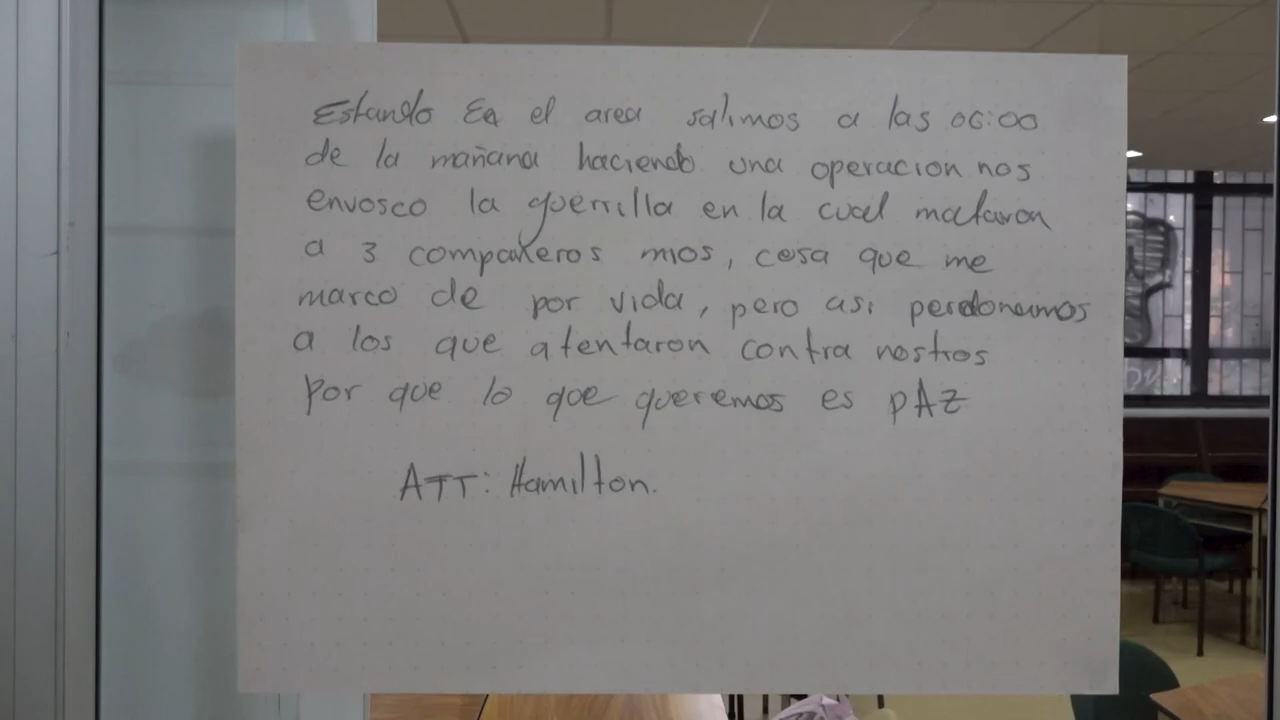 Estando En el area salimos a las 06:00
de la mañana haciendo una operacion nos
envosco la guerrilla en la cual mataron
a 3 compañeros mios, cosa que me
marco de por vida, pero asi perdonamos
a los que atentaron contra nostros
por que lo que queremos es pAz
ATT: Hamilton.